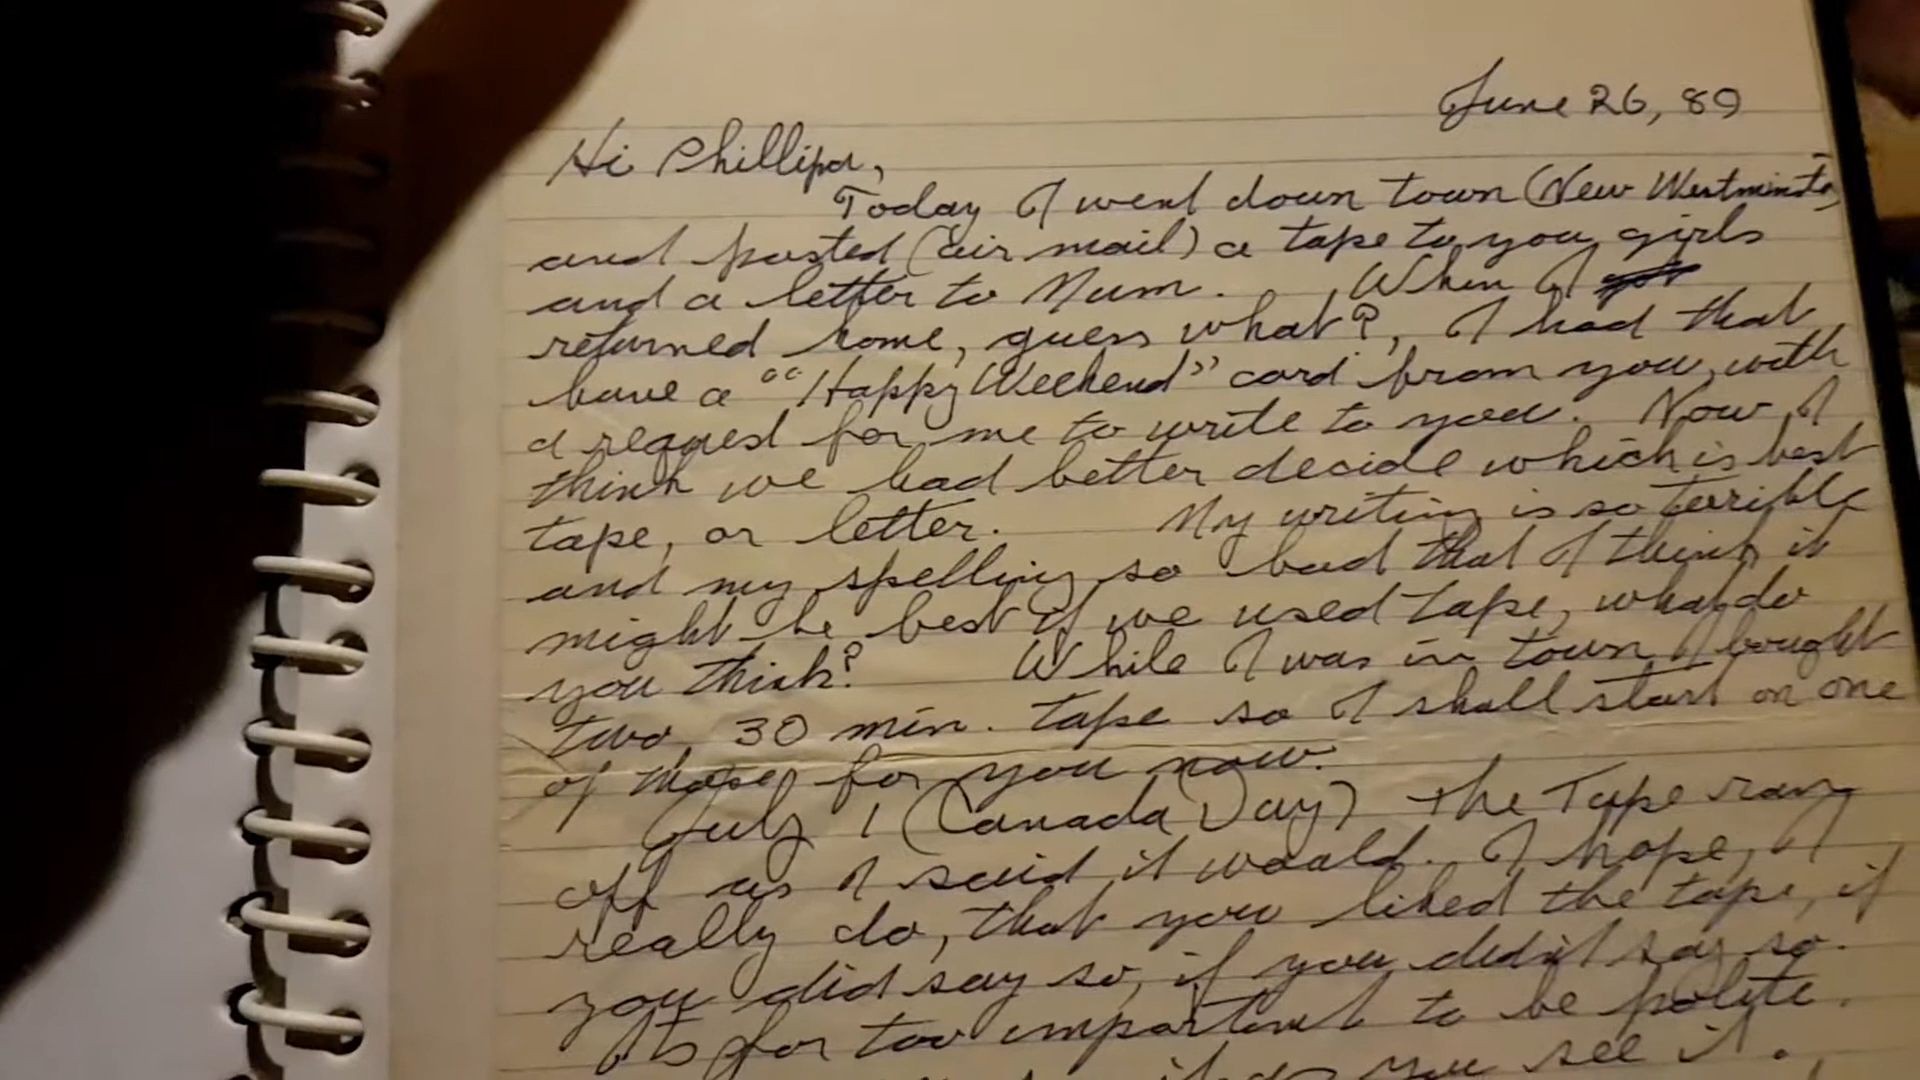 June 26, 89
Hi Phillipa,
Today I went down town (New Westminste)
and posted (air mail) a tape to you girls
and a letter to Mum. When I
returned home, guess what?, I had that
have a "Happy Weekend" card from you, with
a request for me to write to you. Now I
think we had better decide which is best
tape, or letter. My writing is so terrible
and my spelling so bad that I think it
might be best if we used tape, what do
you think? While I was in town I bought
two, 30 min. tape so I shall start on one
of those for you now.
July 1 (Canada Day) the Tape ran
off as I said it would. I hope, I
really do, that you liked the tape, if
you did say so, if you didn't say so.
Its far too important to be polite.
you see it.